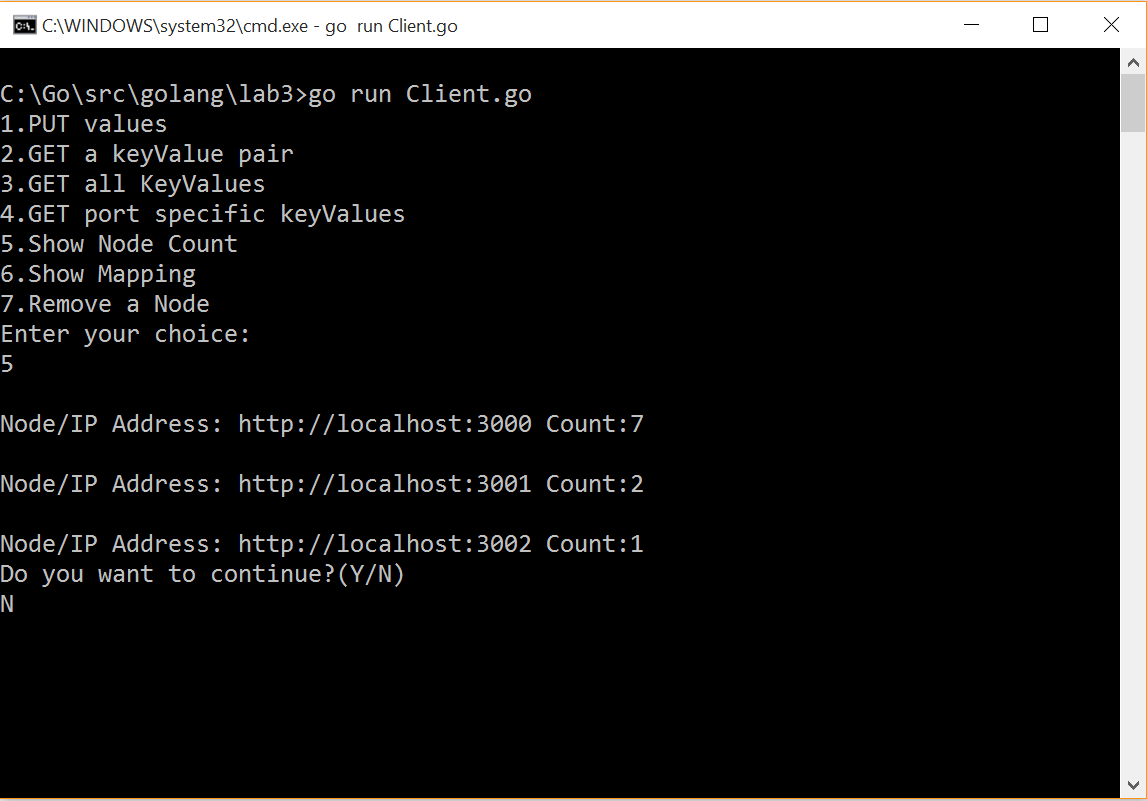 C:\WINDOWS\system32\cmd.exe - go  run Client.go
C:\Go\src\golang\lab3>go run Client.go
1.PUT values
2.GET a keyValue pair
3.GET all KeyValues
4.GET port specific keyValues
5.Show Node Count
6.Show Mapping
7.Remove a Node
Enter your choice:
5
Node/IP Address: http://localhost:3000 Count:7
Node/IP Address: http://localhost:3001 Count:2
Node/IP Address: http://localhost:3002 Count:1
Do you want to continue?(Y/N)
N